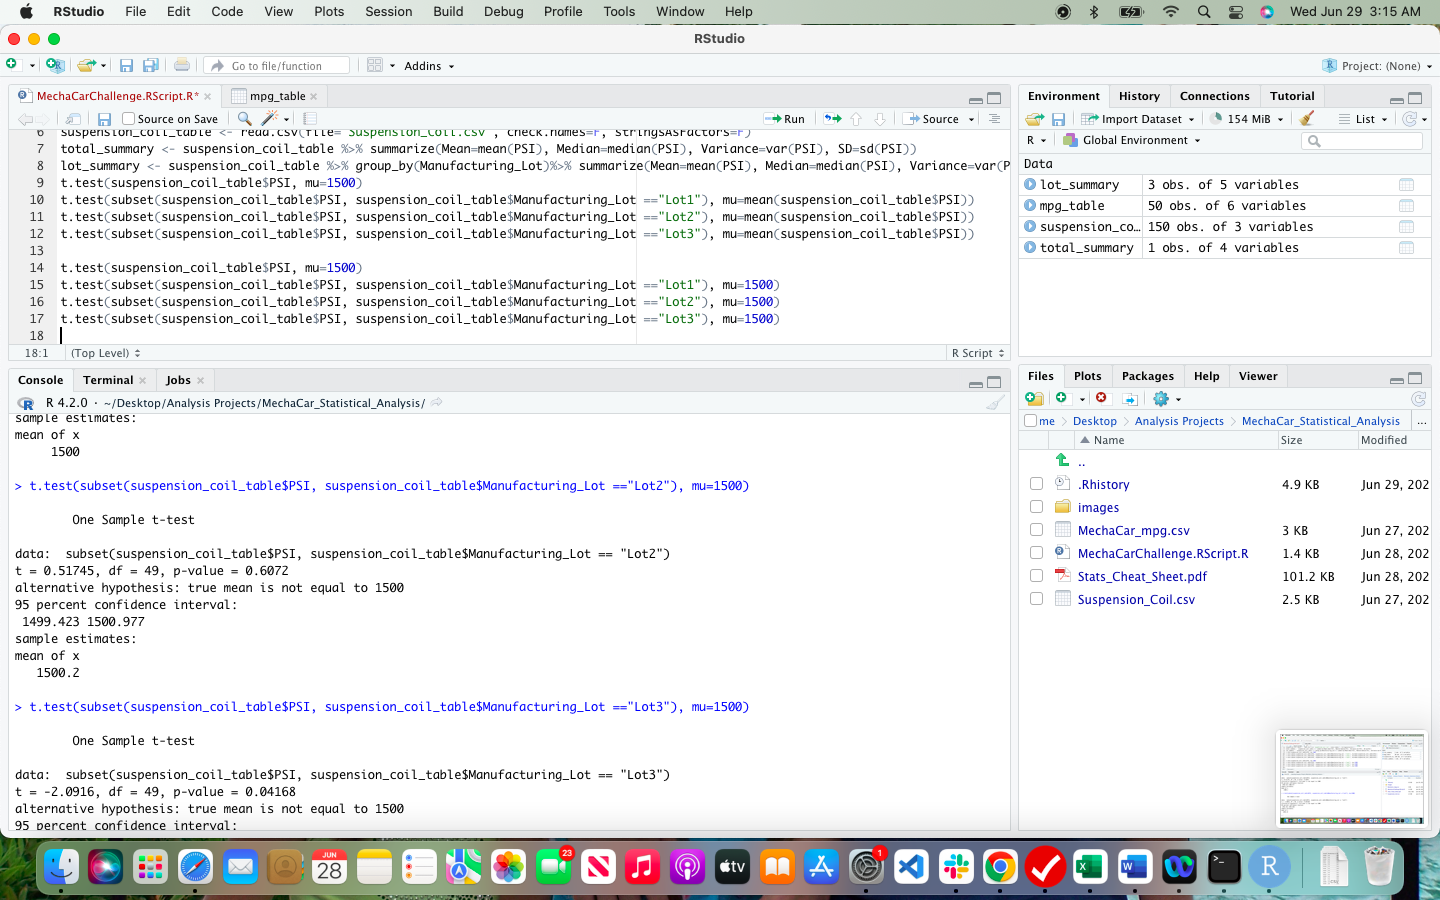 RStudio File Edit Code View Plots Session Build Debug Profile Tools Window Help Wed Jun 29 3:15 AM
RStudio
Go to file/function Addins Project: (None)
MechaCarChallenge.RScript.R* mpg_table
Source on Save Run Source
6 suspension_coil_table <- read.csv(file='Suspension_Coil.csv', check.names=F, stringsAsFactors=F)
7 total_summary <- suspension_coil_table %>% summarize(Mean=mean(PSI), Median=median(PSI), Variance=var(PSI), SD=sd(PSI))
8 lot_summary <- suspension_coil_table %>% group_by(Manufacturing_Lot)%>% summarize(Mean=mean(PSI), Median=median(PSI), Variance=var(P
9 t.test(suspension_coil_table$PSI, mu=1500)
10 t.test(subset(suspension_coil_table$PSI, suspension_coil_table$Manufacturing_Lot =="Lot1"), mu=mean(suspension_coil_table$PSI))
11 t.test(subset(suspension_coil_table$PSI, suspension_coil_table$Manufacturing_Lot =="Lot2"), mu=mean(suspension_coil_table$PSI))
12 t.test(subset(suspension_coil_table$PSI, suspension_coil_table$Manufacturing_Lot =="Lot3"), mu=mean(suspension_coil_table$PSI))
13
14 t.test(suspension_coil_table$PSI, mu=1500)
15 t.test(subset(suspension_coil_table$PSI, suspension_coil_table$Manufacturing_Lot =="Lot1"), mu=1500)
16 t.test(subset(suspension_coil_table$PSI, suspension_coil_table$Manufacturing_Lot =="Lot2"), mu=1500)
17 t.test(subset(suspension_coil_table$PSI, suspension_coil_table$Manufacturing_Lot =="Lot3"), mu=1500)
18
18:1 (Top Level) R Script
Console Terminal Jobs
R 4.2.0 · ~/Desktop/Analysis Projects/MechaCar_Statistical_Analysis/
sample estimates:
mean of x
1500
> t.test(subset(suspension_coil_table$PSI, suspension_coil_table$Manufacturing_Lot =="Lot2"), mu=1500)
One Sample t-test
data: subset(suspension_coil_table$PSI, suspension_coil_table$Manufacturing_Lot == "Lot2")
t = 0.51745, df = 49, p-value = 0.6072
alternative hypothesis: true mean is not equal to 1500
95 percent confidence interval:
1499.423 1500.977
sample estimates:
mean of x
1500.2
> t.test(subset(suspension_coil_table$PSI, suspension_coil_table$Manufacturing_Lot =="Lot3"), mu=1500)
One Sample t-test
data: subset(suspension_coil_table$PSI, suspension_coil_table$Manufacturing_Lot == "Lot3")
t = -2.0916, df = 49, p-value = 0.04168
alternative hypothesis: true mean is not equal to 1500
95 percent confidence interval:
Environment History Connections Tutorial
Import Dataset 154 MiB List
R Global Environment
Data
lot_summary 3 obs. of 5 variables
mpg_table 50 obs. of 6 variables
suspension_co… 150 obs. of 3 variables
total_summary 1 obs. of 4 variables
Files Plots Packages Help Viewer
me Desktop Analysis Projects MechaCar_Statistical_Analysis ...
Name Size Modified
..
.Rhistory 4.9 KB Jun 29, 202
images
MechaCar_mpg.csv 3 KB Jun 27, 202
MechaCarChallenge.RScript.R 1.4 KB Jun 28, 202
Stats_Cheat_Sheet.pdf 101.2 KB Jun 28, 202
Suspension_Coil.csv 2.5 KB Jun 27, 202
JUN
28
23
tv
1
R